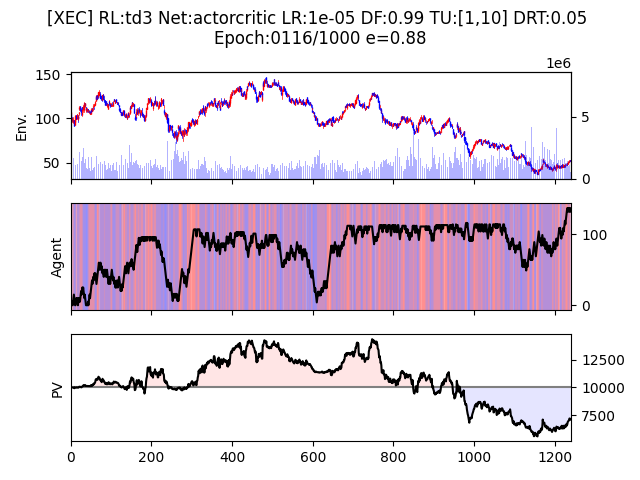 [XEC] RL:td3 Net:actorcritic LR:1e-05 DF:0.99 TU:[1,10] DRT:0.05
Epoch:0116/1000 e=0.88
1e6
150
100
50
Env.
5
0
Agent
100
0
PV
12500
10000
7500
0 200 400 600 800 1000 1200